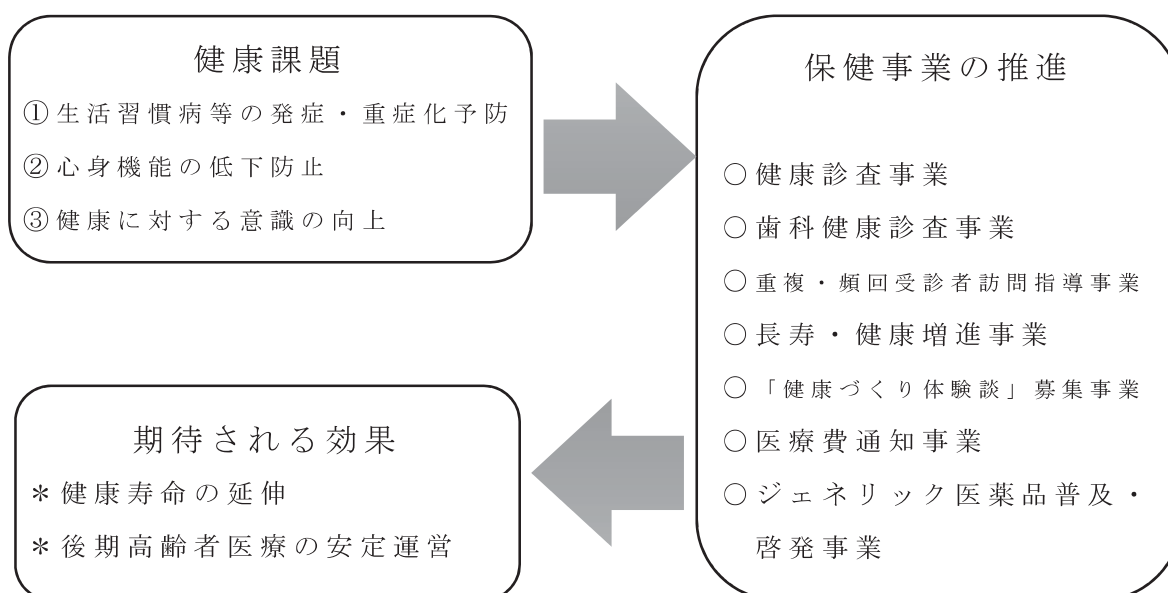 健康課題
①生活習慣病等の発症・重症化予防
②心身機能の低下防止
③健康に対する意識の向上
保健事業の推進
○健康診査事業
○歯科健康診査事業
○重複・頻回受診者訪問指導事業
○長寿・健康増進事業
○「健康づくり体験談」募集事業
○医療費通知事業
○ジェネリック医薬品普及・
啓発事業
期待される効果
＊健康寿命の延伸
＊後期高齢者医療の安定運営